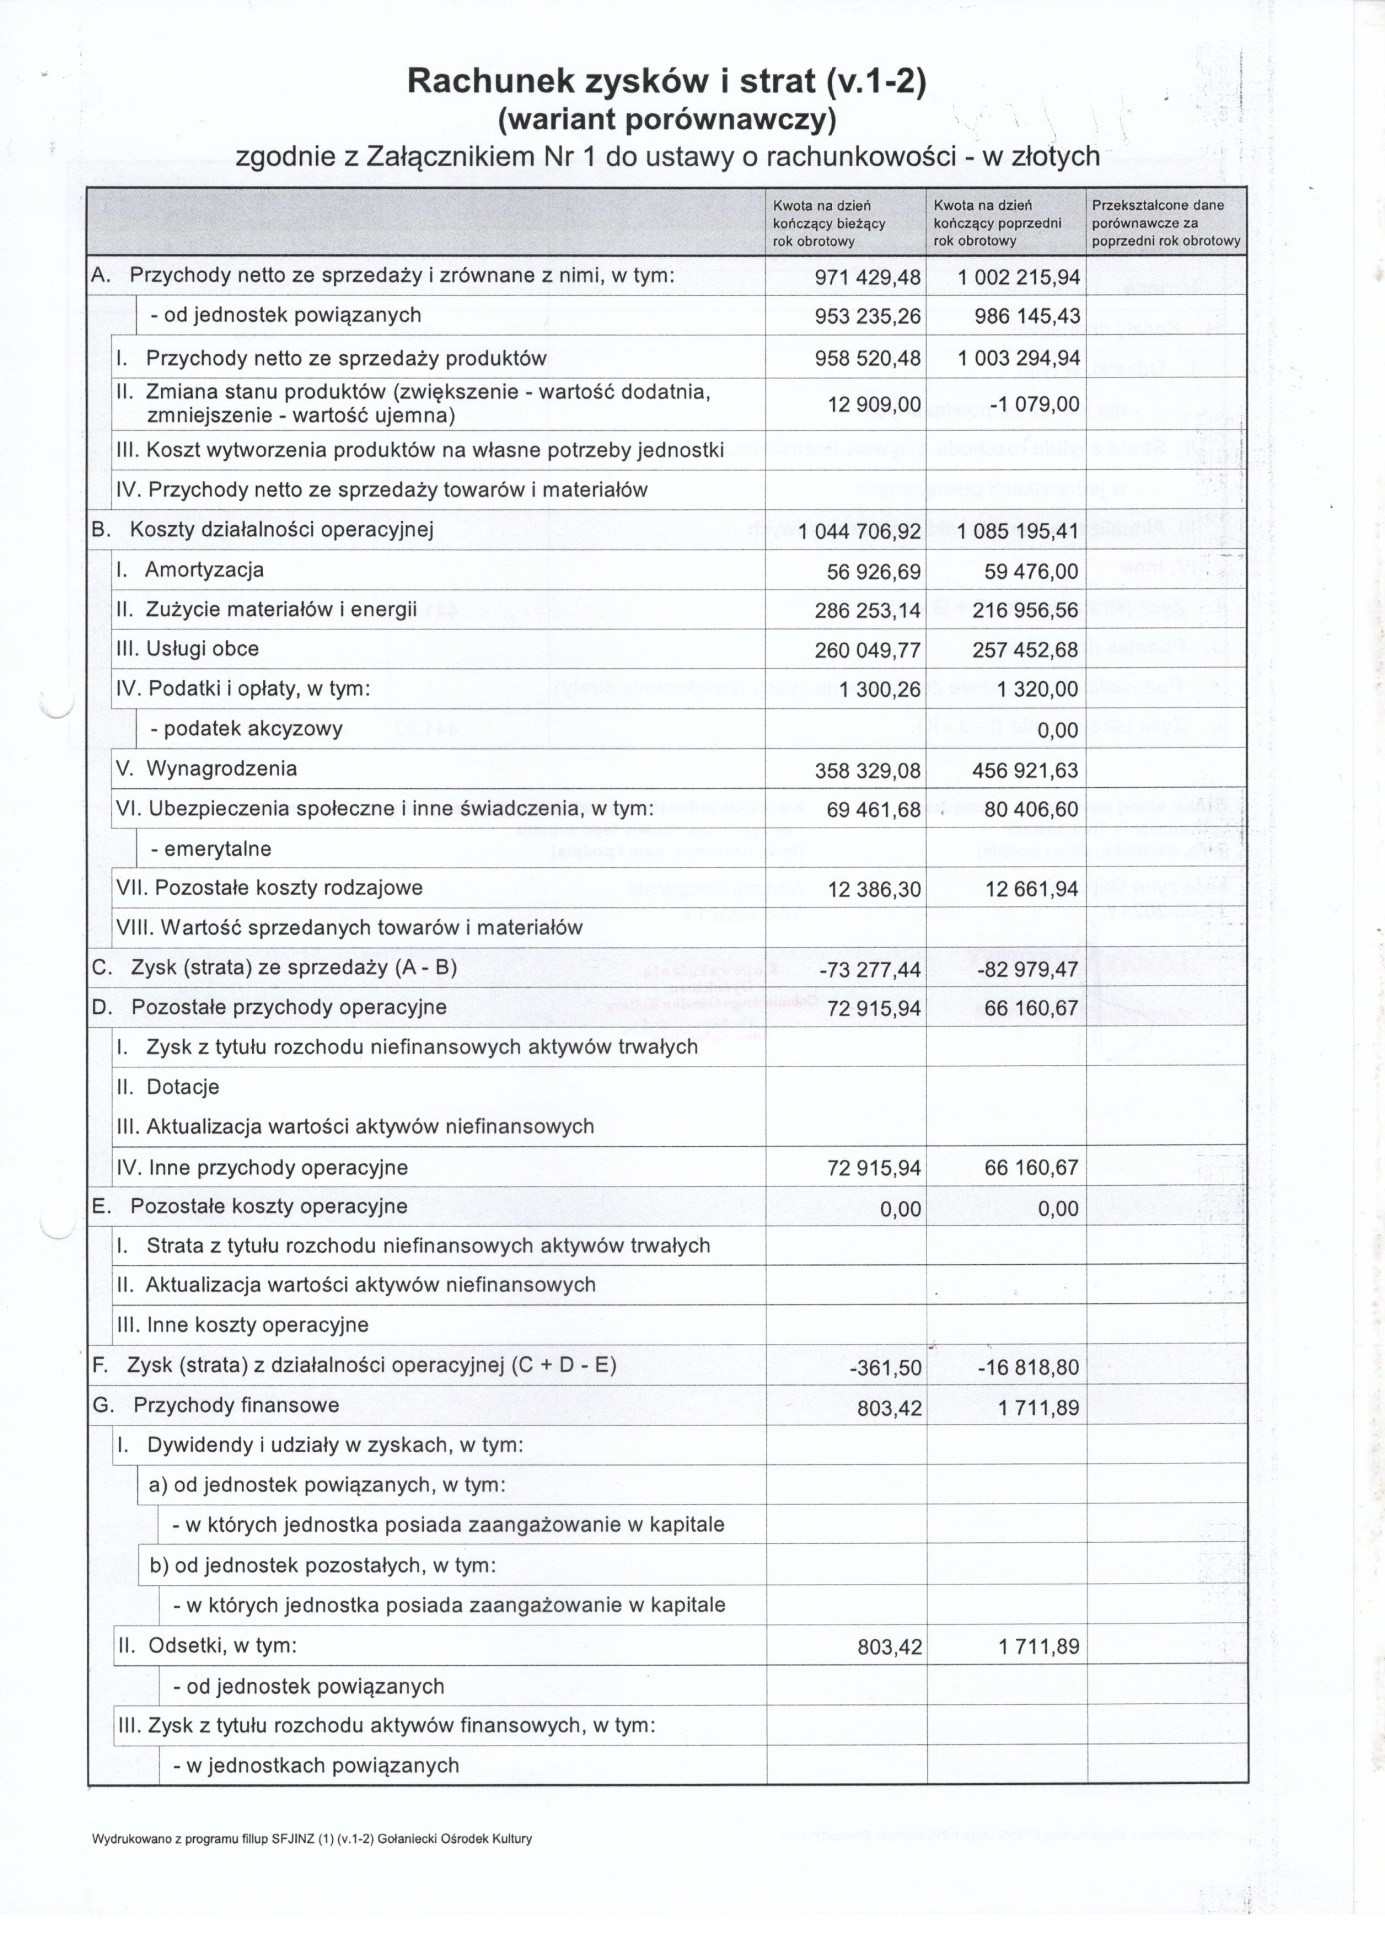 Rachunek zysków i strat (v.1-2)
(wariant porównawczy)
zgodnie z Załącznikiem Nr 1 do ustawy o rachunkowości - w złotych
Kwota na dzień kończący bieżący rok obrotowy Kwota na dzień kończący poprzedni rok obrotowy Przekształcone dane porównawcze za poprzedni rok obrotowy
A. Przychody netto ze sprzedaży i zrównane z nimi, w tym: 971 429,48 1 002 215,94
- od jednostek powiązanych 953 235,26 986 145,43
I. Przychody netto ze sprzedaży produktów 958 520,48 1 003 294,94
II. Zmiana stanu produktów (zwiększenie - wartość dodatnia,
zmniejszenie - wartość ujemna) 12 909,00 -1 079,00
III. Koszt wytworzenia produktów na własne potrzeby jednostki
IV. Przychody netto ze sprzedaży towarów i materiałów
B. Koszty działalności operacyjnej 1 044 706,92 1 085 195,41
I. Amortyzacja 56 926,69 59 476,00
II. Zużycie materiałów i energii 286 253,14 216 956,56
III. Usługi obce 260 049,77 257 452,68
IV. Podatki i opłaty, w tym: 1 300,26 1 320,00
- podatek akcyzowy 0,00
V. Wynagrodzenia 358 329,08 456 921,63
VI. Ubezpieczenia społeczne i inne świadczenia, w tym: 69 461,68 80 406,60
- emerytalne
VII. Pozostałe koszty rodzajowe 12 386,30 12 661,94
VIII. Wartość sprzedanych towarów i materiałów
C. Zysk (strata) ze sprzedaży (A - B) -73 277,44 -82 979,47
D. Pozostałe przychody operacyjne 72 915,94 66 160,67
I. Zysk z tytułu rozchodu niefinansowych aktywów trwałych
II. Dotacje
III. Aktualizacja wartości aktywów niefinansowych
IV. Inne przychody operacyjne 72 915,94 66 160,67
E. Pozostałe koszty operacyjne 0,00 0,00
I. Strata z tytułu rozchodu niefinansowych aktywów trwałych
II. Aktualizacja wartości aktywów niefinansowych
III. Inne koszty operacyjne
F. Zysk (strata) z działalności operacyjnej (C + D - E) -361,50 -16 818,80
G. Przychody finansowe 803,42 1 711,89
I. Dywidendy i udziały w zyskach, w tym:
a) od jednostek powiązanych, w tym:
- w których jednostka posiada zaangażowanie w kapitale
b) od jednostek pozostałych, w tym:
- w których jednostka posiada zaangażowanie w kapitale
II. Odsetki, w tym: 803,42 1 711,89
- od jednostek powiązanych
III. Zysk z tytułu rozchodu aktywów finansowych, w tym:
- w jednostkach powiązanych
Wydrukowano z programu fillup SFJINZ (1) (v.1-2) Gołaniecki Ośrodek Kultury